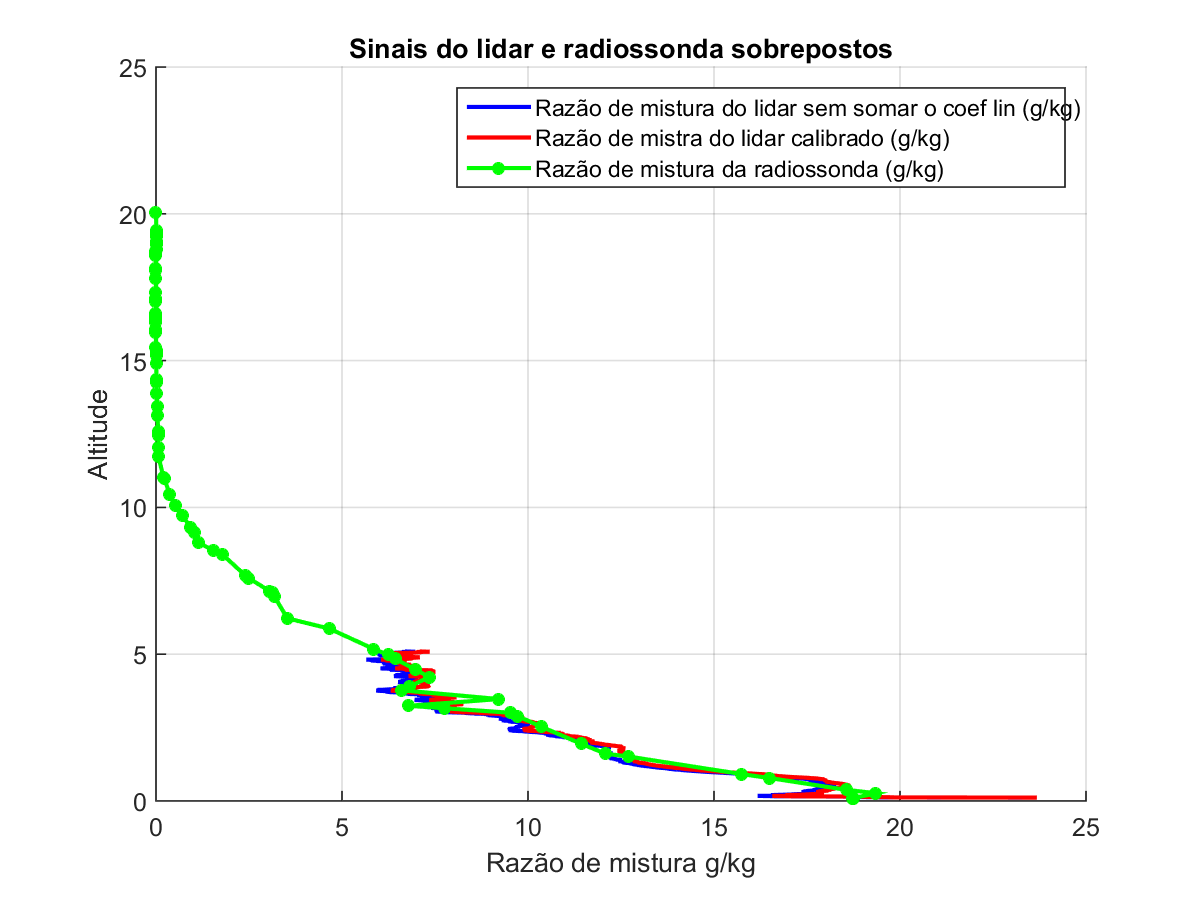 Sinais do lidar e radiossonda sobrepostos
25
Razão de mistura do lidar sem somar o coef lin (g/kg)
Razão de mistra do lidar calibrado (g/kg)
Razão de mistura da radiossonda (g/kg)
20
15
Altitude
10
5
0
0 5 10 15 20 25
Razão de mistura g/kg